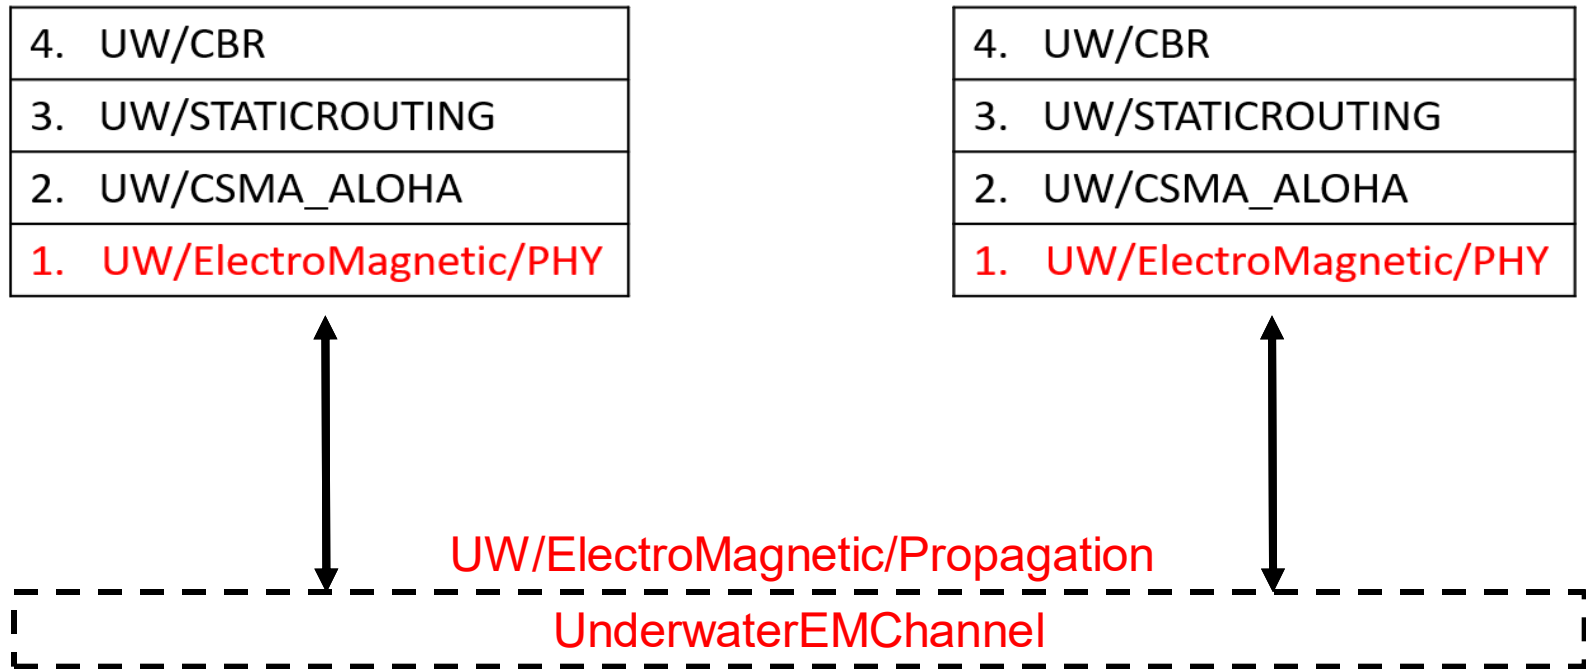 4. UW/CBR
3. UW/STATICROUTING
2. UW/CSMA_ALOHA
1. UW/ElectroMagnetic/PHY
4. UW/CBR
3. UW/STATICROUTING
2. UW/CSMA_ALOHA
1. UW/ElectroMagnetic/PHY
UW/ElectroMagnetic/Propagation
UnderwaterEMChannel